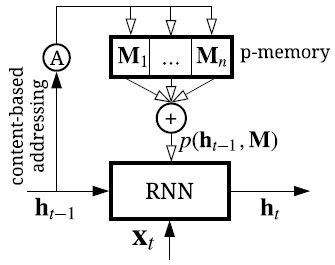 A
M₁ ... Mₙ
p-memory
content-based
addressing
+
p(hₜ₋₁, M)
RNN
hₜ₋₁
hₜ
xₜ